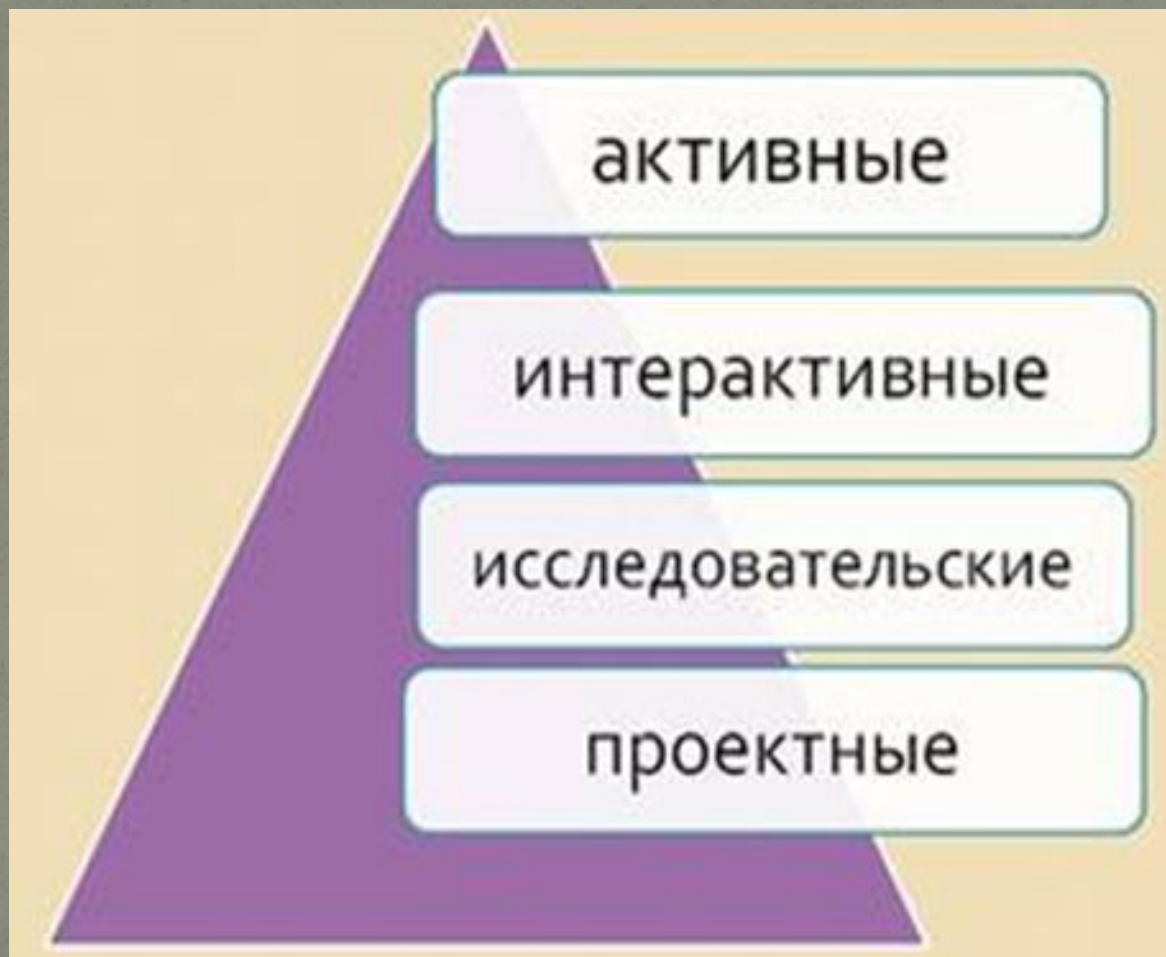 активные
интерактивные
исследовательские
проектные